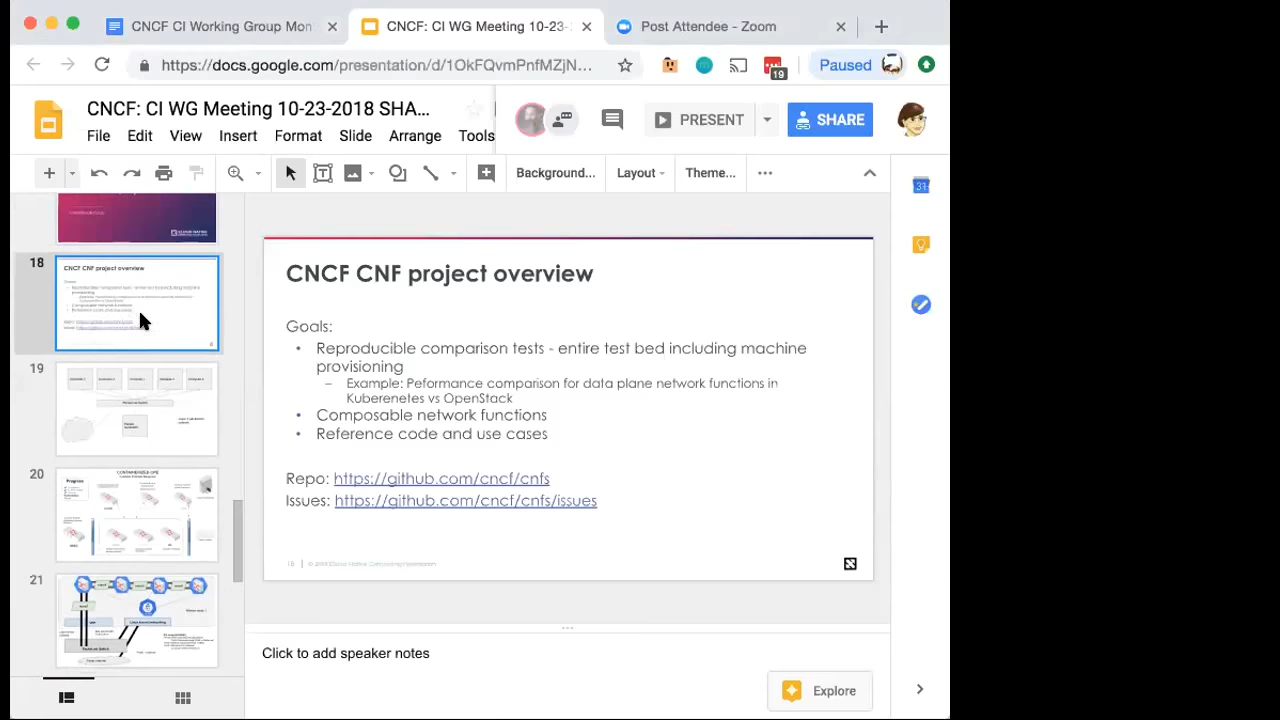 CNCF CI Working Group Mon
CNCF: CI WG Meeting 10-23-
Post Attendee - Zoom
https://docs.google.com/presentation/d/1OkFQvmPnfMZjN...
19
Paused
CNCF: CI WG Meeting 10-23-2018 SHA...
PRESENT
SHARE
File Edit View Insert Format Slide Arrange Tools
Background...
Layout
Theme...
18
CNCF CNF project overview
19
20
21
CNCF CNF project overview
Goals:
• Reproducible comparison tests - entire test bed including machine
provisioning
– Example: Peformance comparison for data plane network functions in
Kuberenetes vs OpenStack
• Composable network functions
• Reference code and use cases
Repo: https://github.com/cncf/cnfs
Issues: https://github.com/cncf/cnfs/issues
18
Click to add speaker notes
Explore